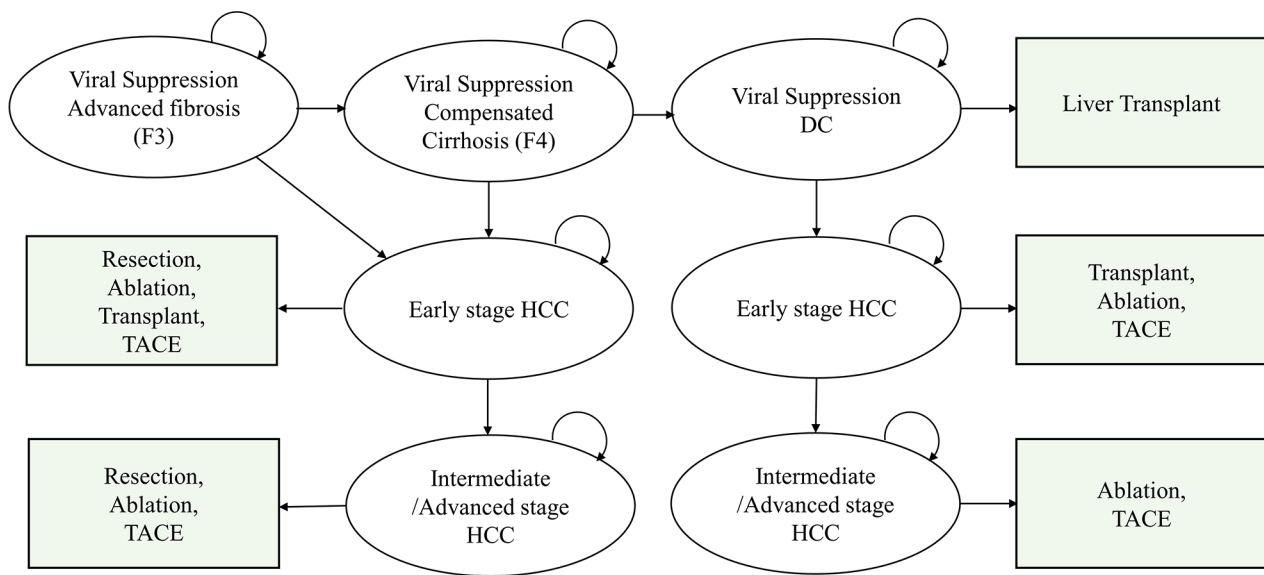 Viral Suppression
Advanced fibrosis
(F3)
Viral Suppression
Compensated
Cirrhosis (F4)
Viral Suppression
DC
Liver Transplant
Resection,
Ablation,
Transplant,
TACE
Early stage HCC
Early stage HCC
Transplant,
Ablation,
TACE
Resection,
Ablation,
TACE
Intermediate
/Advanced stage
HCC
Intermediate
/Advanced stage
HCC
Ablation,
TACE